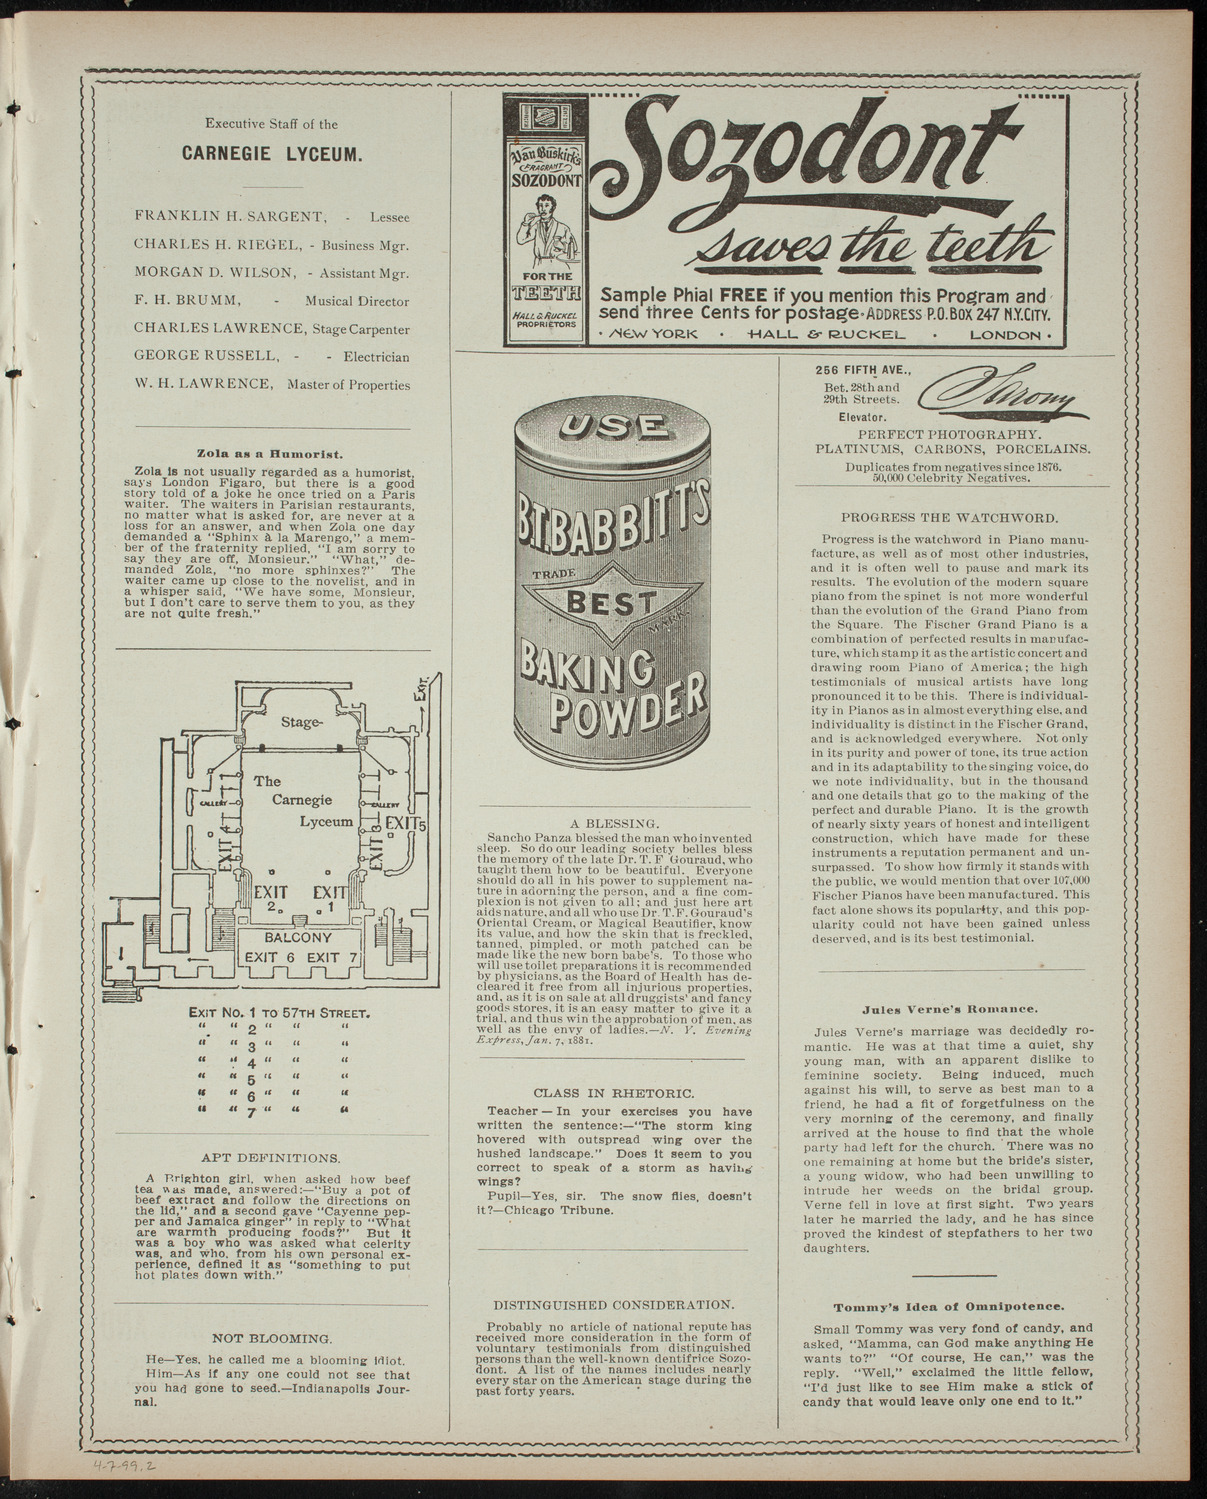 Executive Staff of the
CARNEGIE LYCEUM.
FRANKLIN H. SARGENT, - Lessee
CHARLES H. RIEGEL, - Business Mgr.
MORGAN D. WILSON, - Assistant Mgr.
F. H. BRUMM, - Musical Director
CHARLES LAWRENCE, Stage Carpenter
GEORGE RUSSELL, - - Electrician
W. H. LAWRENCE, Master of Properties
Zola as a Humorist.
Zola is not usually regarded as a humorist,
says London Figaro, but there is a good
story told of a joke he once tried on a Paris
waiter. The waiters in Parisian restaurants,
no matter what is asked for, are never at a
loss for an answer, and when Zola one day
demanded a "Sphinx à la Marengo," a mem-
ber of the fraternity replied, "I am sorry to
say they are off, Monsieur." "What," de-
manded Zola, "no more sphinxes?" The
waiter came up close to the novelist, and in
a whisper said, "We have some, Monsieur,
but I don't care to serve them to you, as they
are not quite fresh."
EXIT.
Stage-
The
Carnegie
Lyceum
GALLERY
GALLERY
EXIT 4
EXIT 3
EXIT 5
EXIT 2.
EXIT 1
BALCONY
EXIT 6 EXIT 7
EXIT NO. 1 TO 57TH STREET.
" " 2 " " "
" " 3 " " "
" " 4 " " "
" " 5 " " "
" " 6 " " "
" " 7 " " "
APT DEFINITIONS.
A Brighton girl, when asked how beef
tea was made, answered:—"Buy a pot of
beef extract and follow the directions on
the lid," and a second gave "Cayenne pep-
per and Jamaica ginger" in reply to "What
are warmth producing foods?" But it
was a boy who was asked what celerity
was, and who, from his own personal ex-
perience, defined it as "something to put
hot plates down with."
NOT BLOOMING.
He—Yes, he called me a blooming idiot.
Him—As if any one could not see that
you had gone to seed.—Indianapolis Jour-
nal.
Van Buskirk's
FRAGRANT
SOZODONT
FOR THE
TEETH
HALL & RUCKEL
PROPRIETORS
Sozodont
saves the teeth
Sample Phial FREE if you mention this Program and
send three Cents for postage-ADDRESS P.O.BOX 247 N.Y.CITY.
• NEW YORK • HALL & RUCKEL • LONDON •
USE
B.T.BABBITT'S
TRADE
BEST
MARK
BAKING
POWDER
A BLESSING.
Sancho Panza blessed the man who invented
sleep. So do our leading society belles bless
the memory of the late Dr. T. F Gouraud, who
taught them how to be beautiful. Everyone
should do all in his power to supplement na-
ture in adorning the person, and a fine com-
plexion is not given to all; and just here art
aids nature, and all who use Dr. T. F. Gouraud's
Oriental Cream, or Magical Beautifier, know
its value, and how the skin that is freckled,
tanned, pimpled, or moth patched can be
made like the new born babe's. To those who
will use toilet preparations it is recommended
by physicians, as the Board of Health has de-
cleared it free from all injurious properties,
and, as it is on sale at all druggists' and fancy
goods stores, it is an easy matter to give it a
trial, and thus win the approbation of men, as
well as the envy of ladies.—N. Y. Evening
Express, Jan. 7, 1881.
CLASS IN RHETORIC.
Teacher — In your exercises you have
written the sentence:—"The storm king
hovered with outspread wing over the
hushed landscape." Does it seem to you
correct to speak of a storm as having
wings?
Pupil—Yes, sir. The snow flies, doesn't
it?—Chicago Tribune.
DISTINGUISHED CONSIDERATION.
Probably no article of national repute has
received more consideration in the form of
voluntary testimonials from distinguished
persons than the well-known dentifrice Sozo-
dont. A list of the names includes nearly
every star on the American stage during the
past forty years.
256 FIFTH AVE.,
Bet. 28th and
29th Streets.
Elevator.
Sarony
PERFECT PHOTOGRAPHY.
PLATINUMS, CARBONS, PORCELAINS.
Duplicates from negatives since 1876.
50,000 Celebrity Negatives.
PROGRESS THE WATCHWORD.
Progress is the watchword in Piano manu-
facture, as well as of most other industries,
and it is often well to pause and mark its
results. The evolution of the modern square
piano from the spinet is not more wonderful
than the evolution of the Grand Piano from
the Square. The Fischer Grand Piano is a
combination of perfected results in manufac-
ture, which stamp it as the artistic concert and
drawing room Piano of America; the high
testimonials of musical artists have long
pronounced it to be this. There is individual-
ity in Pianos as in almost everything else, and
individuality is distinct in the Fischer Grand,
and is acknowledged everywhere. Not only
in its purity and power of tone, its true action
and in its adaptability to the singing voice, do
we note individuality, but in the thousand
and one details that go to the making of the
perfect and durable Piano. It is the growth
of nearly sixty years of honest and intelligent
construction, which have made for these
instruments a reputation permanent and un-
surpassed. To show how firmly it stands with
the public, we would mention that over 107,000
Fischer Pianos have been manufactured. This
fact alone shows its popularity, and this pop-
ularity could not have been gained unless
deserved, and is its best testimonial.
Jules Verne's Romance.
Jules Verne's marriage was decidedly ro-
mantic. He was at that time a quiet, shy
young man, with an apparent dislike to
feminine society. Being induced, much
against his will, to serve as best man to a
friend, he had a fit of forgetfulness on the
very morning of the ceremony, and finally
arrived at the house to find that the whole
party had left for the church. There was no
one remaining at home but the bride's sister,
a young widow, who had been unwilling to
intrude her weeds on the bridal group.
Verne fell in love at first sight. Two years
later he married the lady, and he has since
proved the kindest of stepfathers to her two
daughters.
Tommy's Idea of Omnipotence.
Small Tommy was very fond of candy, and
asked, "Mamma, can God make anything He
wants to?" "Of course, He can," was the
reply. "Well," exclaimed the little fellow,
"I'd just like to see Him make a stick of
candy that would leave only one end to it."
4-7-99.2